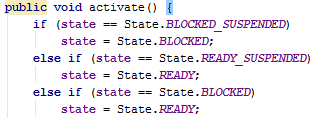 public void activate() {
if (state == State.BLOCKED_SUSPENDED)
state = State.BLOCKED;
else if (state == State.READY_SUSPENDED)
state = State.READY;
else if (state == State.BLOCKED)
state = State.READY;